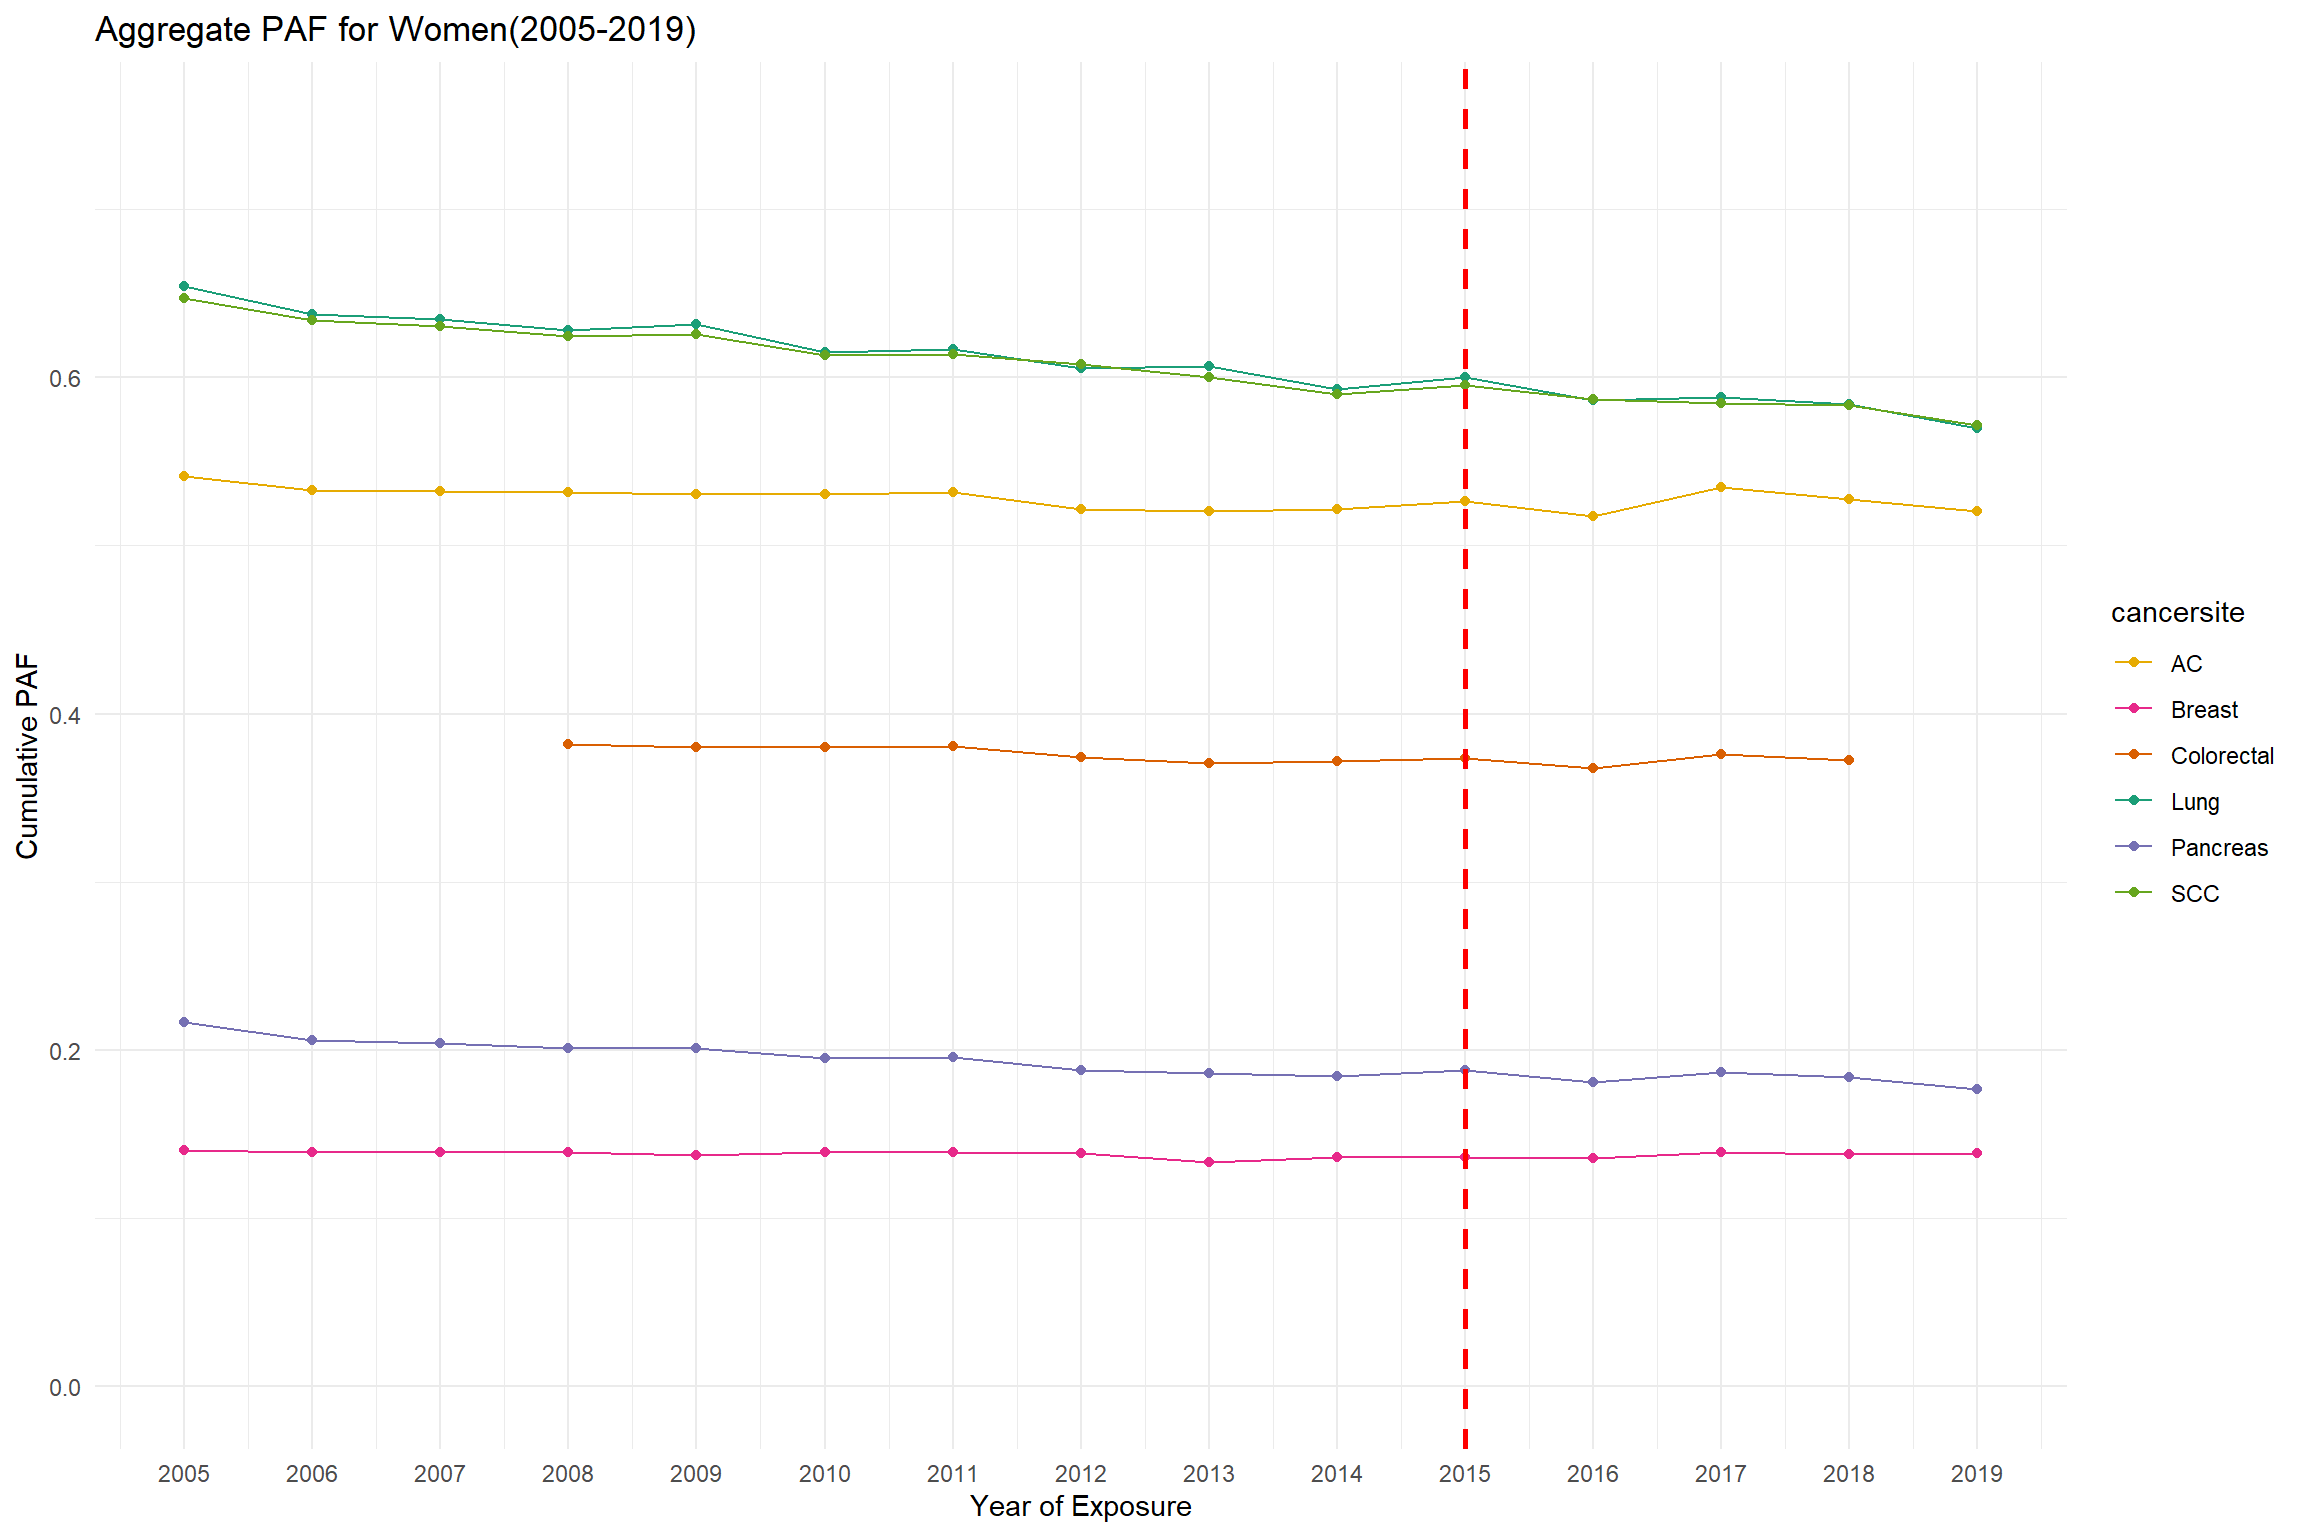 Aggregate PAF for Women(2005-2019)
Cumulative PAF
0.6
0.4
0.2
0.0
2005 2006 2007 2008 2009 2010 2011 2012 2013 2014 2015 2016 2017 2018 2019
Year of Exposure
cancersite
AC
Breast
Colorectal
Lung
Pancreas
SCC